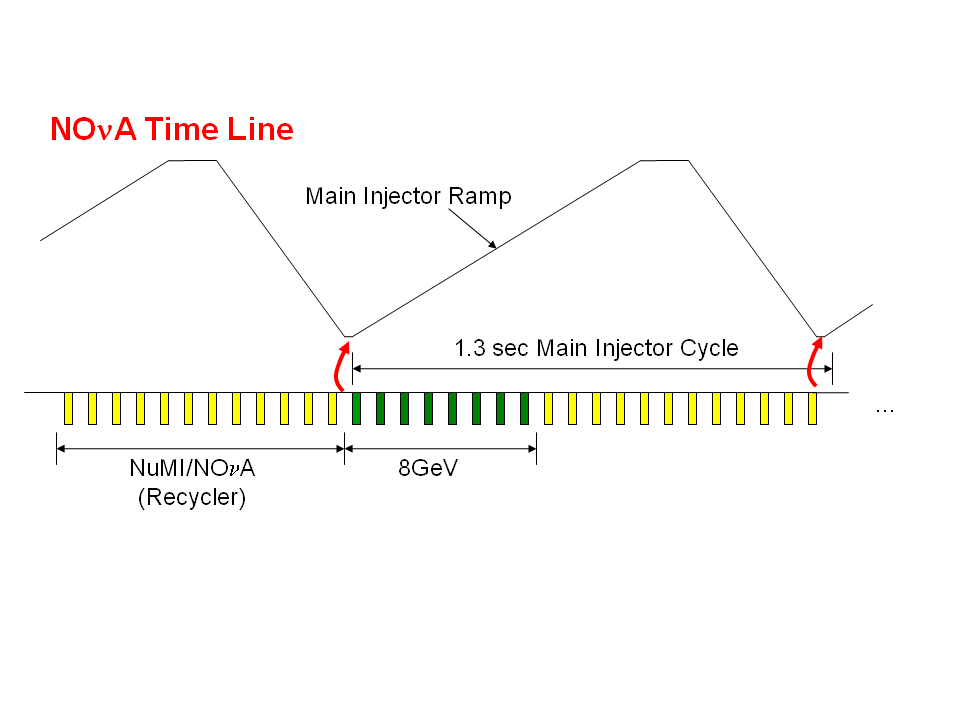 NOνA Time Line
Main Injector Ramp
1.3 sec Main Injector Cycle
...
NuMI/NOνA
(Recycler)
8GeV